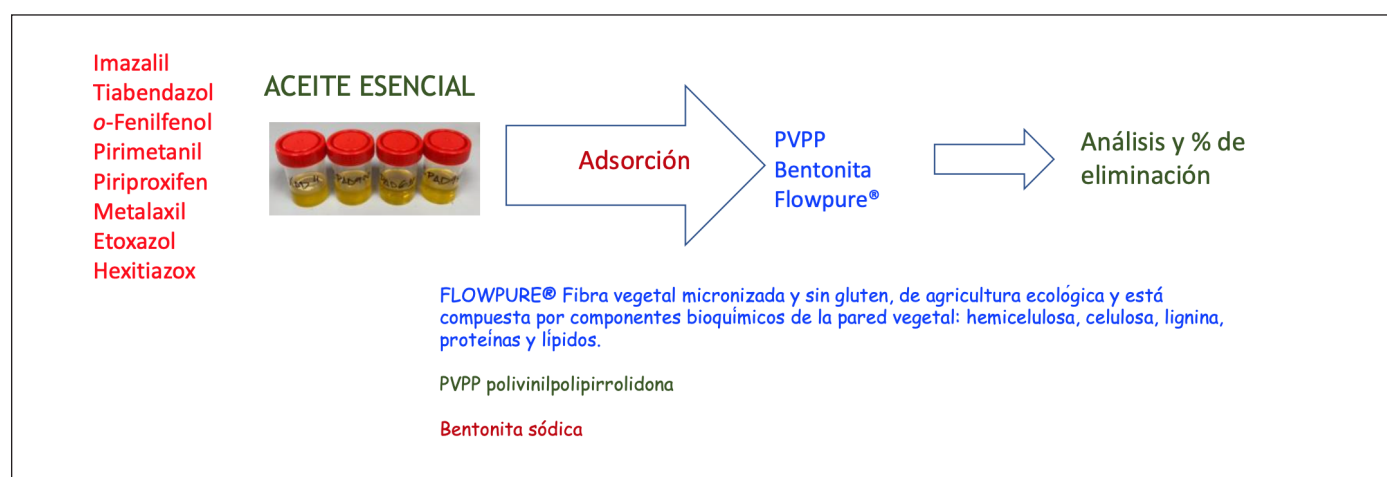 Imazalil
Tiabendazol
o-Fenilfenol
Pirimetanil
Piriproxifen
Metalaxil
Etoxazol
Hexitiazox
ACEITE ESENCIAL
Adsorción
PVPP
Bentonita
Flowpure®
Análisis y % de
eliminación
FLOWPURE® Fibra vegetal micronizada y sin gluten, de agricultura ecológica y está
compuesta por componentes bioquímicos de la pared vegetal: hemicelulosa, celulosa, lignina,
proteínas y lípidos.
PVPP polivinilpolipirrolidona
Bentonita sódica